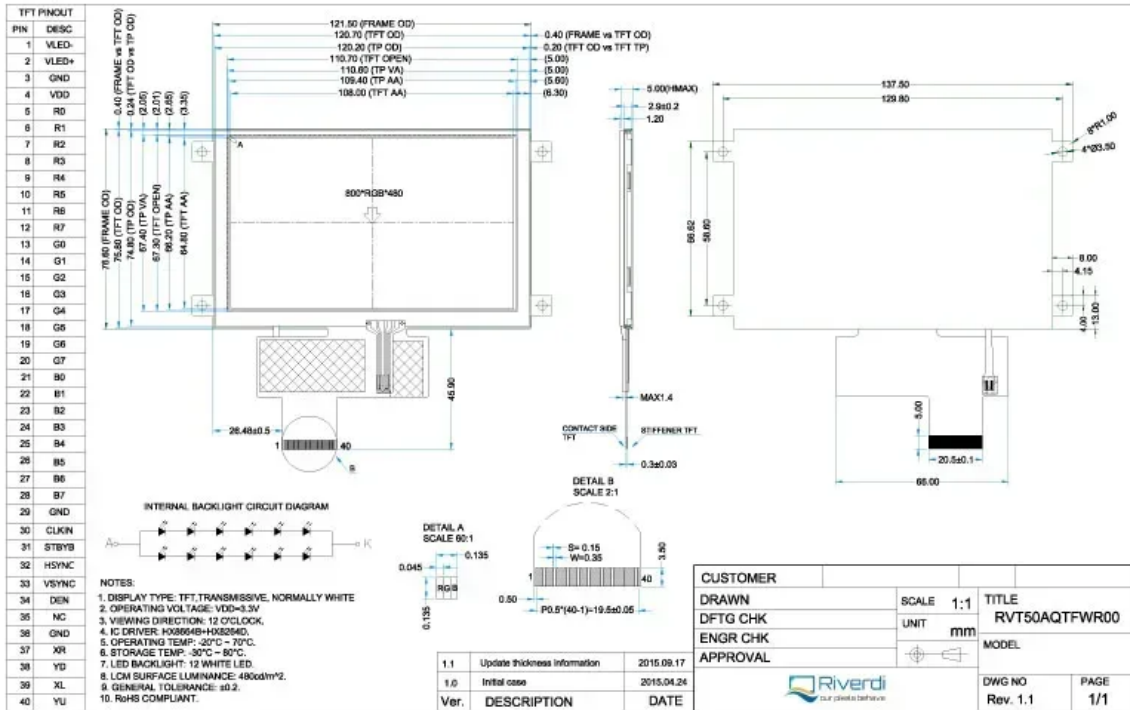 TFT PINOUT
PIN DESC
1 VLED-
2 VLED+
3 GND
4 VDD
5 R0
6 R1
7 R2
8 R3
9 R4
10 R5
11 R6
12 R7
13 G0
14 G1
15 G2
16 G3
17 G4
18 G5
19 G6
20 G7
21 B0
22 B1
23 B2
24 B3
25 B4
26 B5
27 B6
28 B7
29 GND
30 CLKIN
31 STBYB
32 HSYNC
33 VSYNC
34 DEN
35 NC
36 GND
37 XR
38 YD
39 XL
40 YU
121.50 (FRAME OD)
120.70 (TFT OD)
120.20 (TP OD)
110.70 (TFT OPEN)
110.60 (TP VA)
109.40 (TP AA)
108.00 (TFT AA)
0.40 (FRAME vs TFT OD)
0.20 (TFT OD vs TFT TP)
(5.00)
(5.00)
(5.60)
(6.30)
0.40 (FRAME vs TFT OD)
0.24 (TFT OD vs TP OD)
(2.05)
(2.01)
(2.65)
(3.35)
76.60 (FRAME OD)
75.80 (TFT OD)
74.80 (TP OD)
67.40 (TP VA)
67.30 (TFT OPEN)
66.20 (TP AA)
64.80 (TFT AA)
A
800*RGB*480
26.48±0.5
1
40
B
45.90
5.00(HMAX)
2.9±0.2
1.20
MAX1.4
CONTACT SIDE
TFT
STIFFENER TFT
0.3±0.03
137.50
129.80
8*R1.00
4*Ø3.50
66.62
58.60
8.00
4.15
4.00
13.00
5.00
20.5±0.1
65.00
INTERNAL BACKLIGHT CIRCUIT DIAGRAM
A
K
DETAIL A
SCALE 60:1
0.135
0.045
RGB
0.135
DETAIL B
SCALE 2:1
S= 0.15
W=0.35
3.50
1
40
0.50
P0.5*(40-1)=19.5±0.05
NOTES:
1. DISPLAY TYPE: TFT,TRANSMISSIVE, NORMALLY WHITE
2. OPERATING VOLTAGE: VDD=3.3V
3. VIEWING DIRECTION: 12 O'CLOCK,
4. IC DRIVER: HX8664B+HX8264D.
5. OPERATING TEMP: -20°C ~ 70°C.
6. STORAGE TEMP: -30°C ~ 80°C.
7. LED BACKLIGHT: 12 WHITE LED.
8. LCM SURFACE LUMINANCE: 480cd/m^2.
9. GENERAL TOLERANCE: ±0.2.
10. RoHS COMPLIANT.
1.1 Update thickness information 2015.09.17
1.0 Initial case 2015.04.24
Ver. DESCRIPTION DATE
CUSTOMER
DRAWN
DFTG CHK
ENGR CHK
APPROVAL
SCALE 1:1
UNIT mm
TITLE
RVT50AQTFWR00
MODEL
Riverdi
our pixels behave
DWG NO
Rev. 1.1
PAGE
1/1